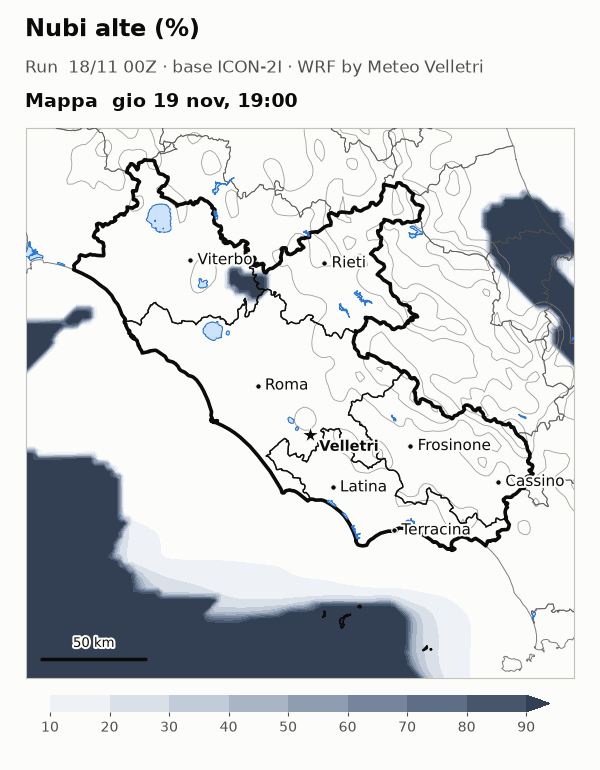 Nubi alte (%)
Run  18/11 00Z · base ICON-2I · WRF by Meteo Velletri
Mappa  gio 19 nov, 19:00
Viterbo
Rieti
Roma
Velletri
Frosinone
Cassino
Latina
Terracina
50 km
10 20 30 40 50 60 70 80 90